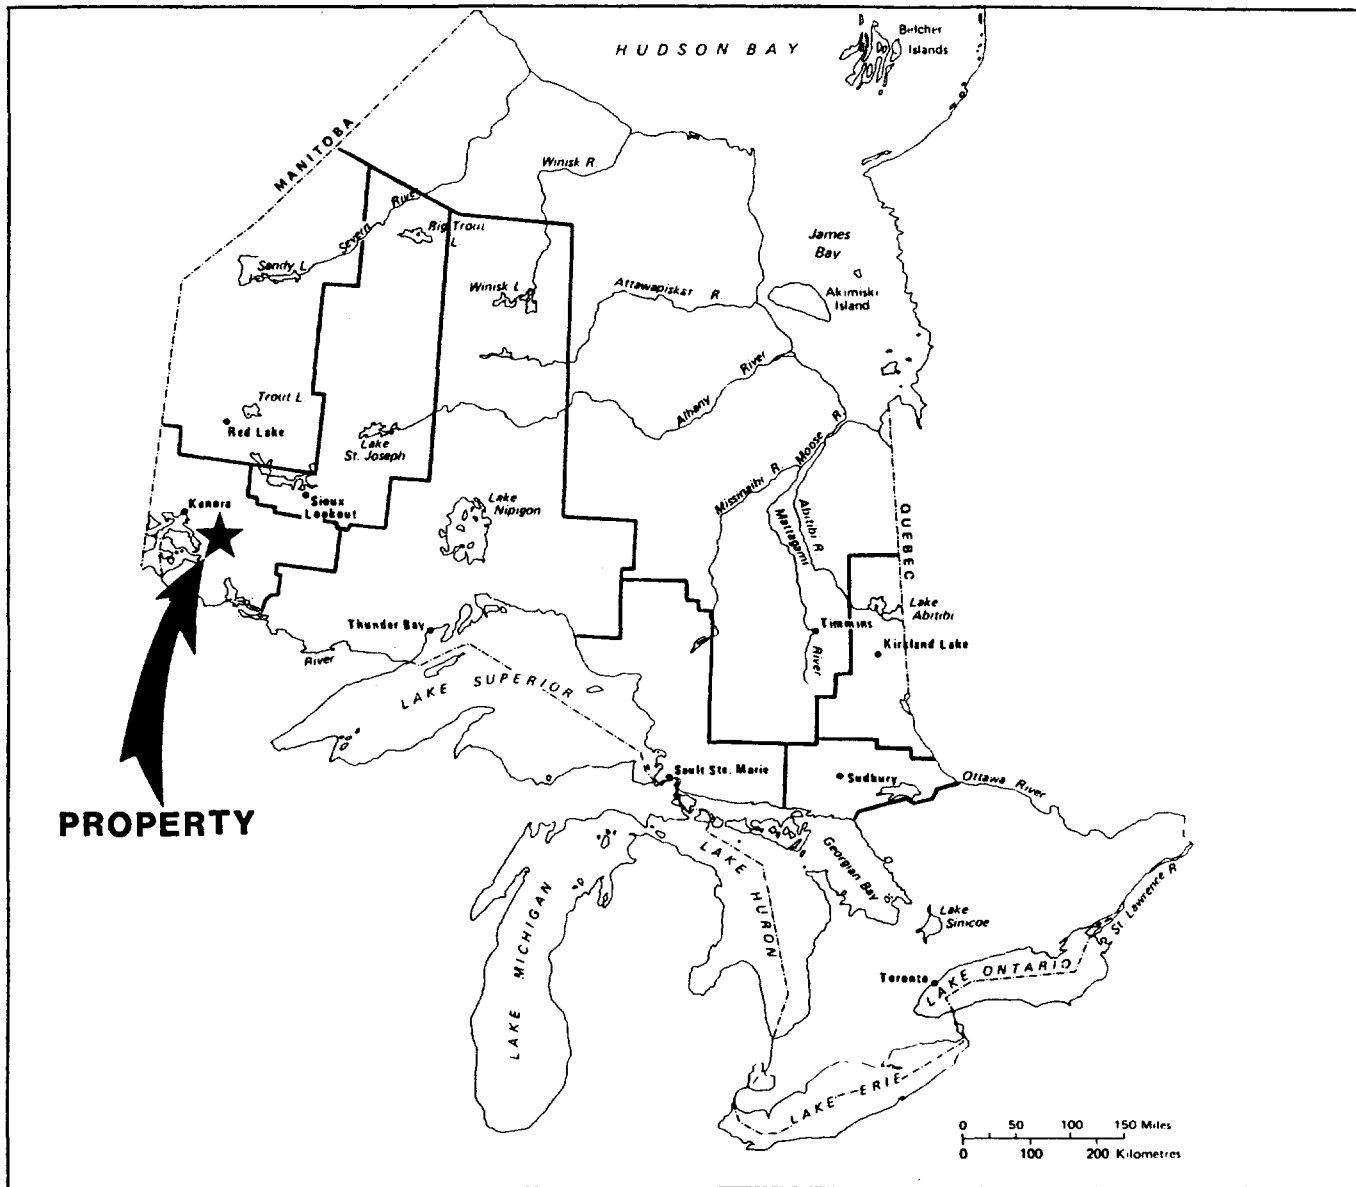 HUDSON BAY
Belcher
Islands
MANITOBA
Winisk R.
Severn River
Big Trout
L.
James
Bay
Sandy L.
Winisk L.
Attawapiskat R.
Akimiski
Island
Albany River
Trout L.
Red Lake
Lake
St. Joseph
Missinaibi R.
Moose R.
Kenora
Sioux
Lookout
Lake
Nipigon
Mattagami River
Abitibi R.
QUEBEC
Lake
Abitibi
Thunder Bay
Timmins
Kirkland Lake
River
LAKE SUPERIOR
Sault Ste. Marie
Sudbury
Ottawa River
PROPERTY
LAKE MICHIGAN
LAKE HURON
Georgian Bay
Lake
Simcoe
St. Lawrence R.
Toronto
LAKE ONTARIO
LAKE ERIE
0 50 100 150 Miles
0 100 200 Kilometres